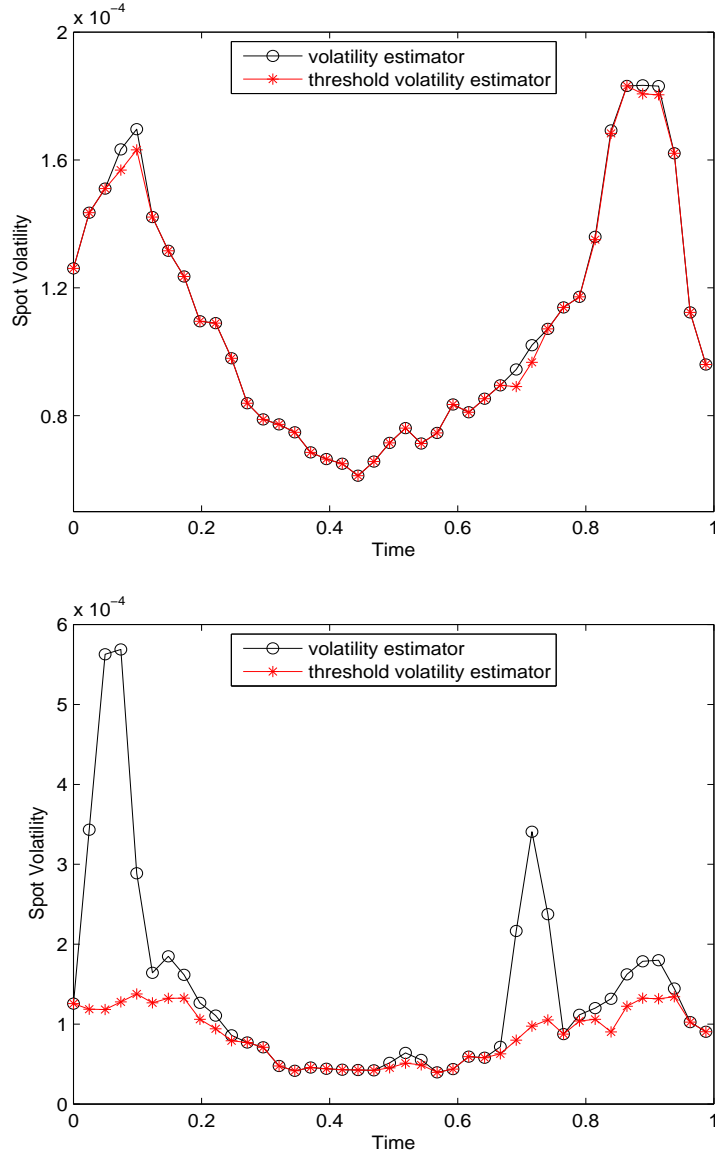 x 10⁻⁴
2
volatility estimator
threshold volatility estimator
1.6
Spot Volatility
1.2
0.8
0 0.2 0.4 0.6 0.8 1
Time
x 10⁻⁴
6
volatility estimator
threshold volatility estimator
5
4
Spot Volatility
3
2
1
0
0 0.2 0.4 0.6 0.8 1
Time